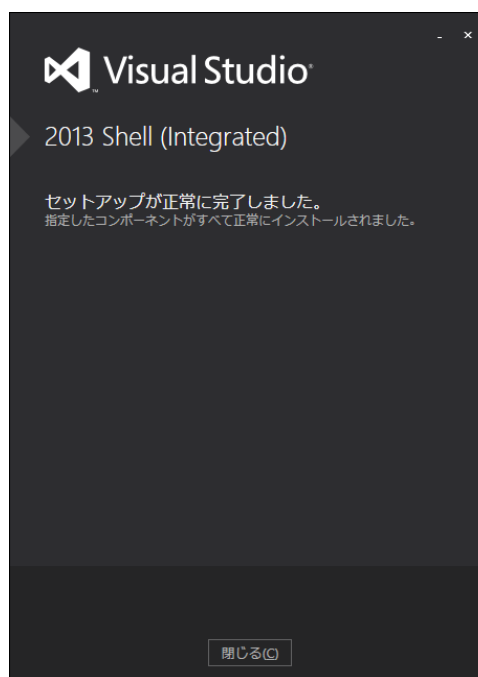 Visual Studio
2013 Shell (Integrated)
セットアップが正常に完了しました。
指定したコンポーネントがすべて正常にインストールされました。
閉じる(C)